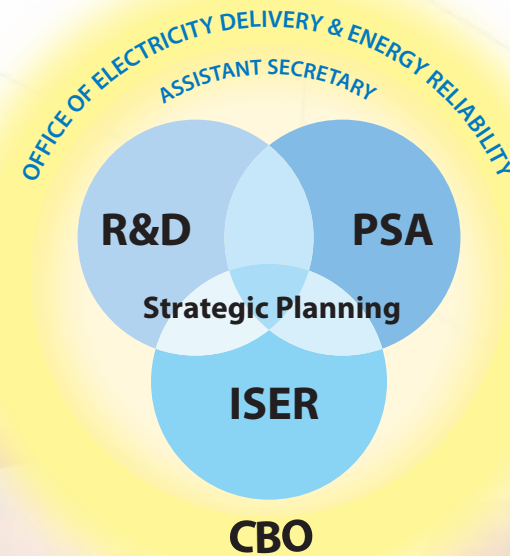 OFFICE OF ELECTRICITY DELIVERY & ENERGY RELIABILITY
ASSISTANT SECRETARY
R&D
PSA
Strategic Planning
ISER
CBO